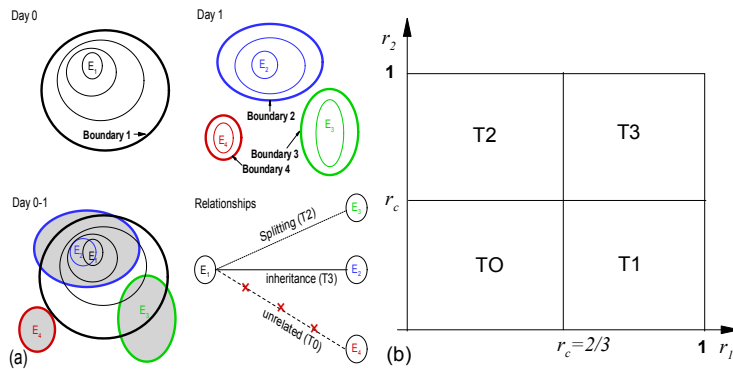 Day 0
E1
Boundary 1
Day 1
E2
Boundary 2
E3
Boundary 3
E4
Boundary 4
Day 0-1
E
E
E3
E4
(a)
Relationships
E1
Splitting (T2)
E3
inheritance (T3)
E2
unrelated (T0)
E4
r2
1
T2
T3
rc
TO
T1
rc=2/3
1
r1
(b)